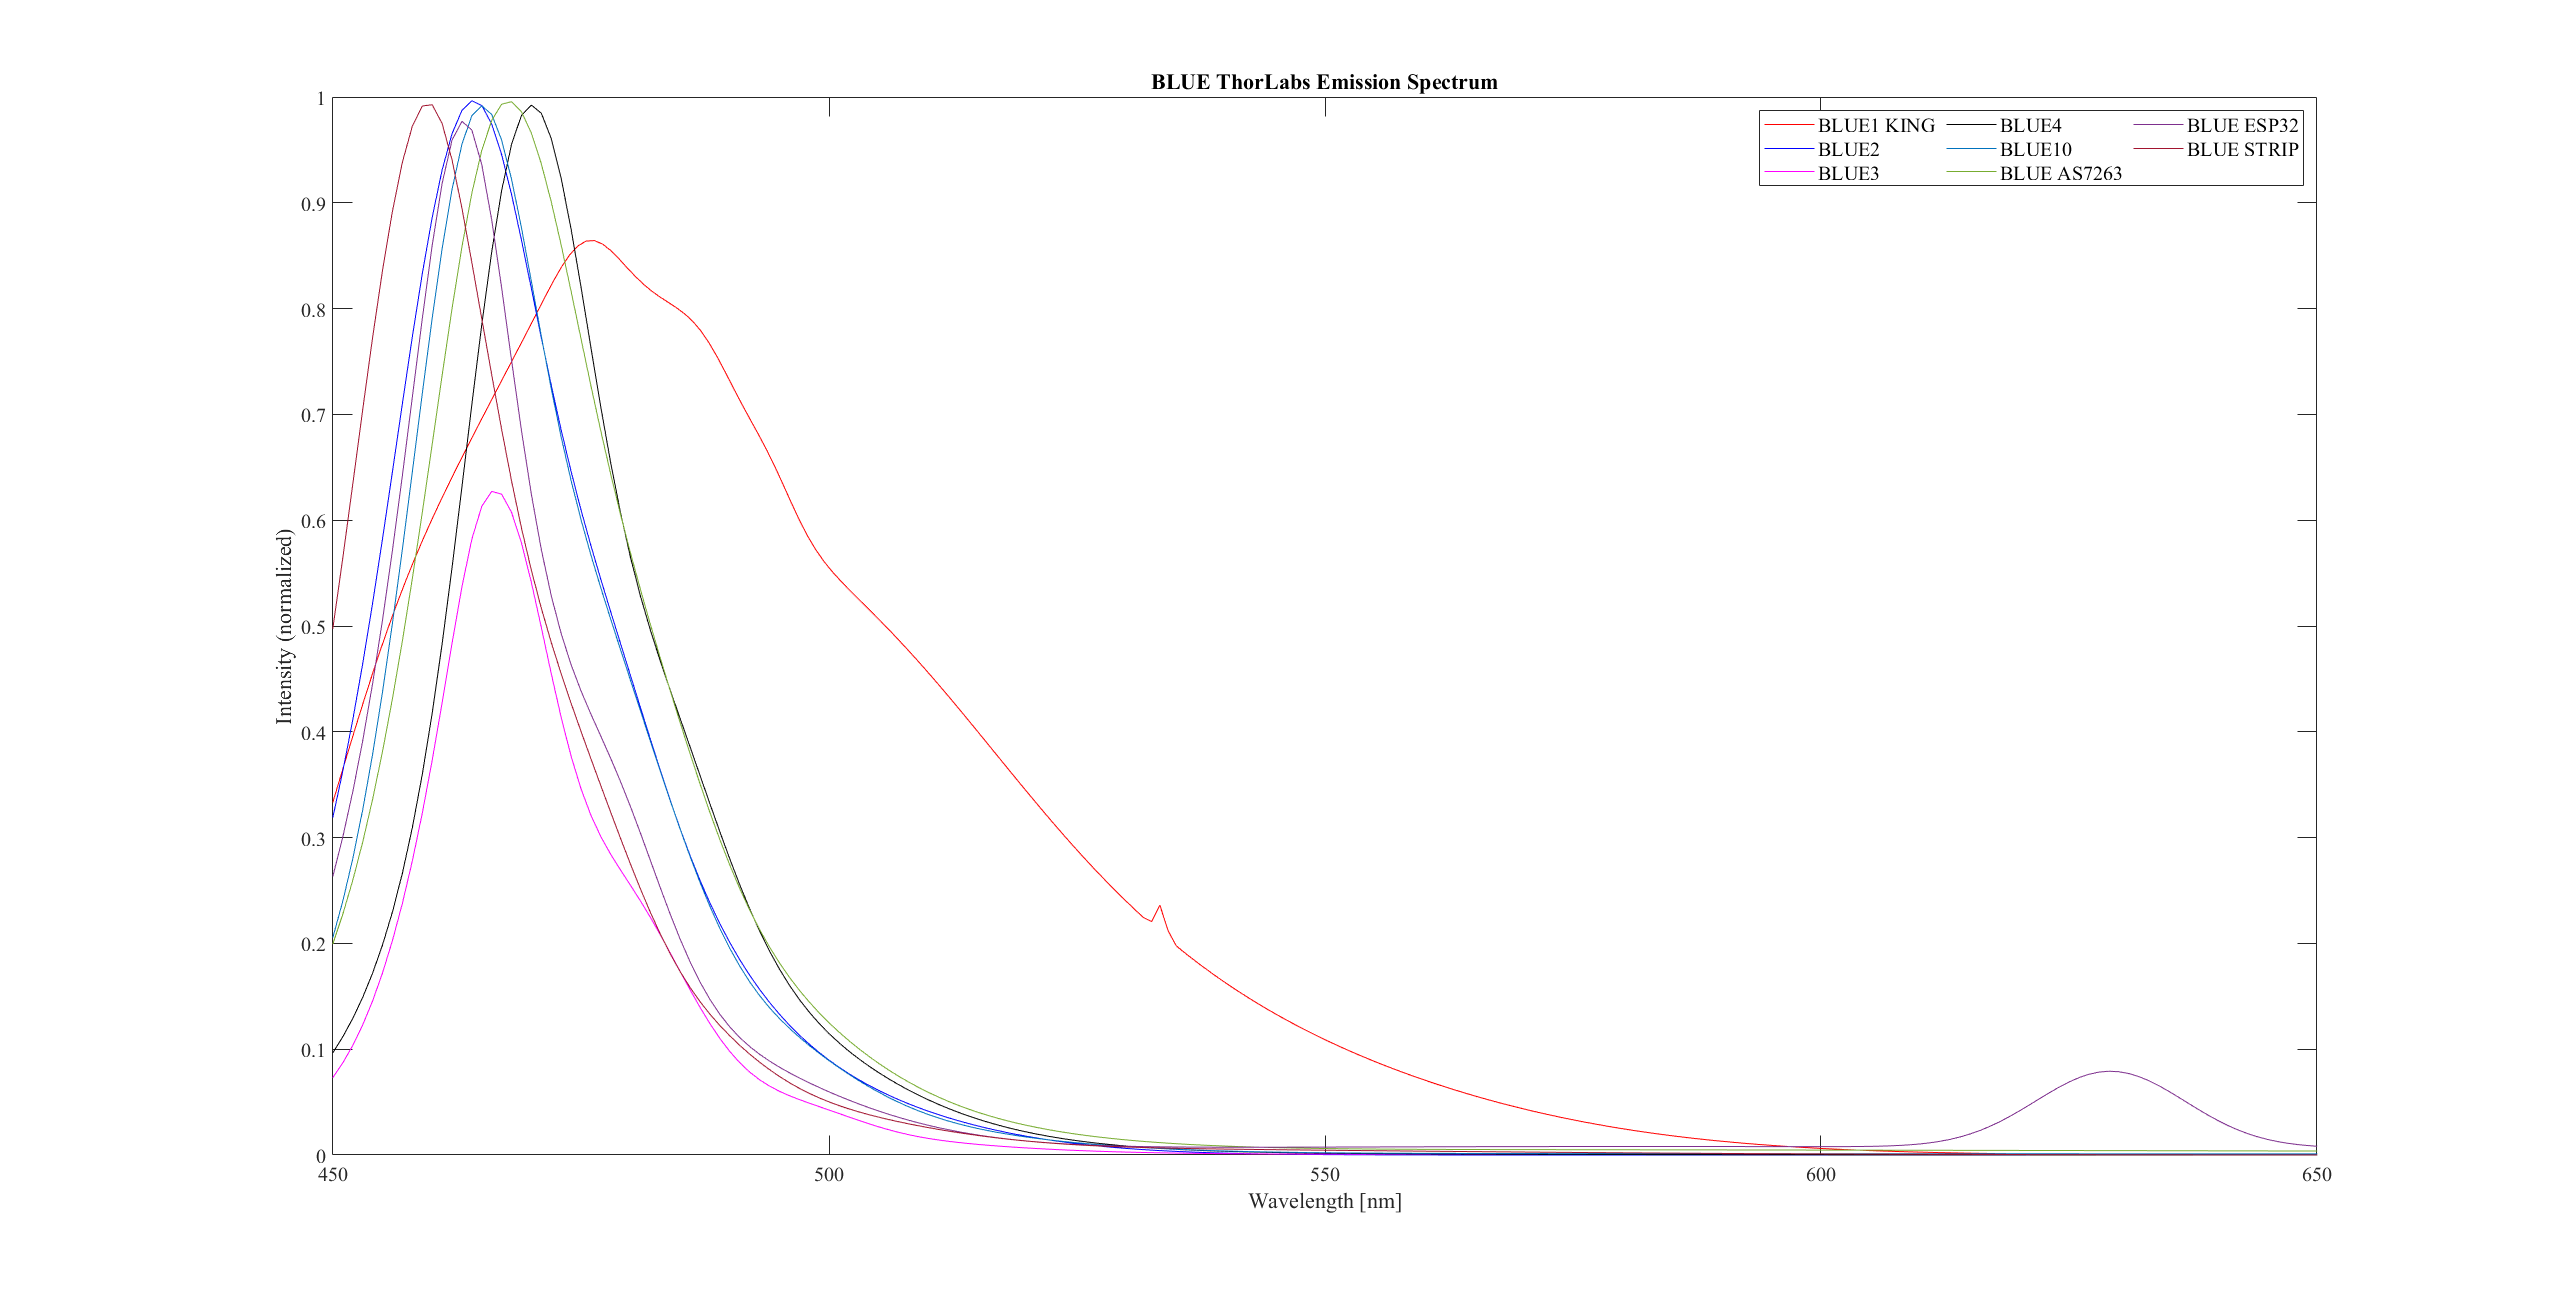 BLUE ThorLabs Emission Spectrum
BLUE1 KING BLUE4 BLUE ESP32
BLUE2 BLUE10 BLUE STRIP
BLUE3 BLUE AS7263
1
0.9
0.8
0.7
0.6
0.5
0.4
0.3
0.2
0.1
0
Intensity (normalized)
450 500 550 600 650
Wavelength [nm]